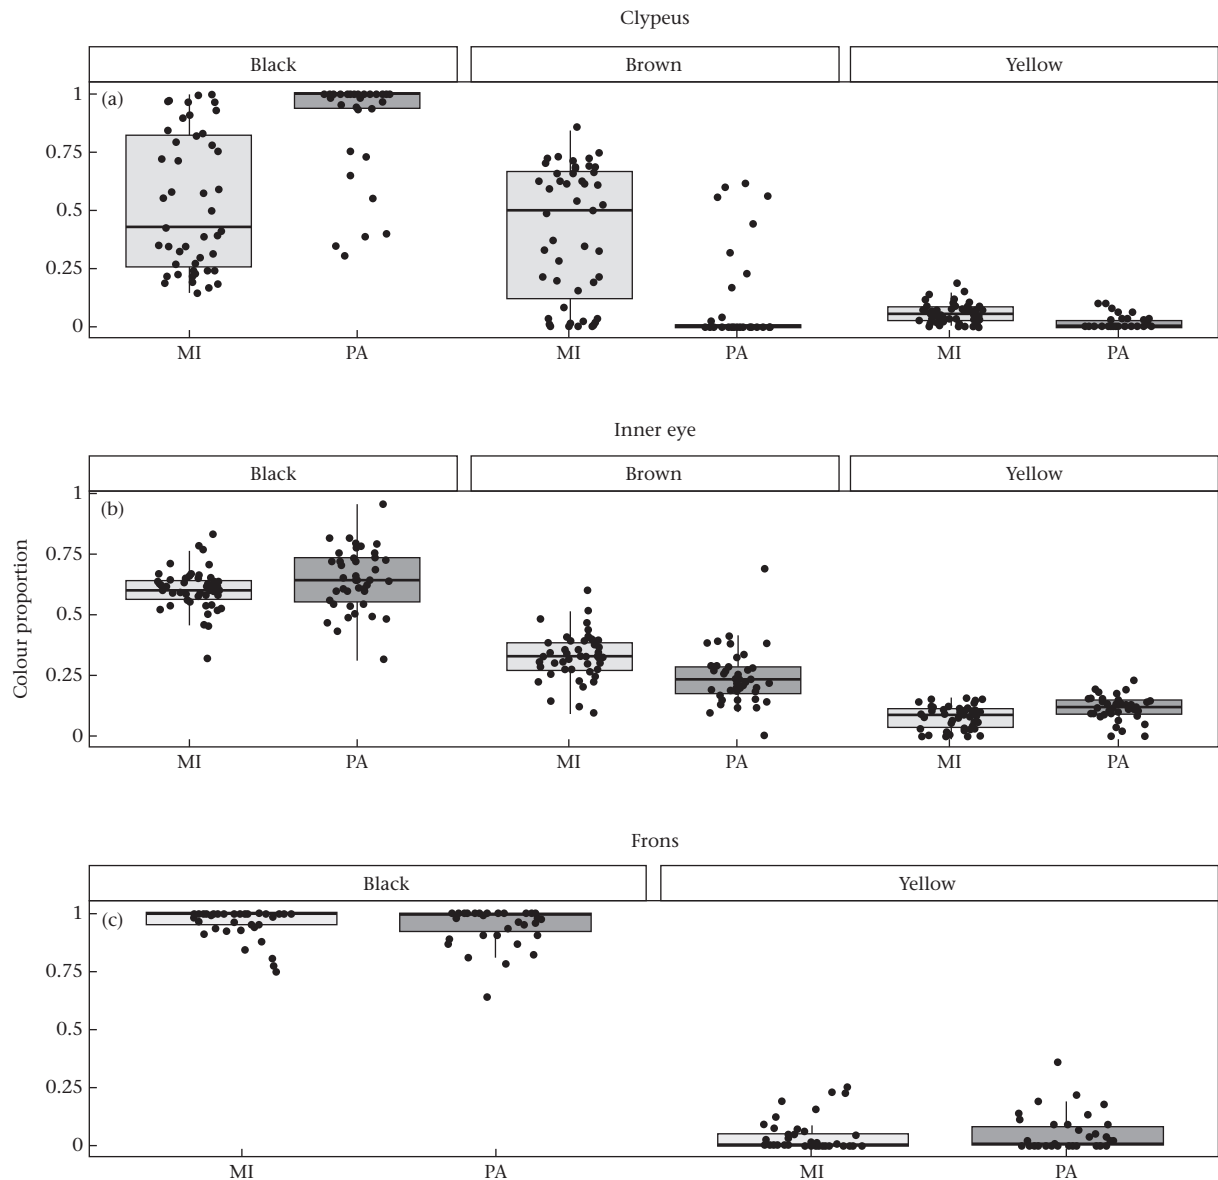 Clypeus
Black Brown Yellow
(a)
1
0.75
0.5
0.25
0
MI PA MI PA MI PA
Inner eye
Black Brown Yellow
(b)
1
0.75
0.5
0.25
0
MI PA MI PA MI PA
Colour proportion
Frons
Black Yellow
(c)
1
0.75
0.5
0.25
0
MI PA MI PA